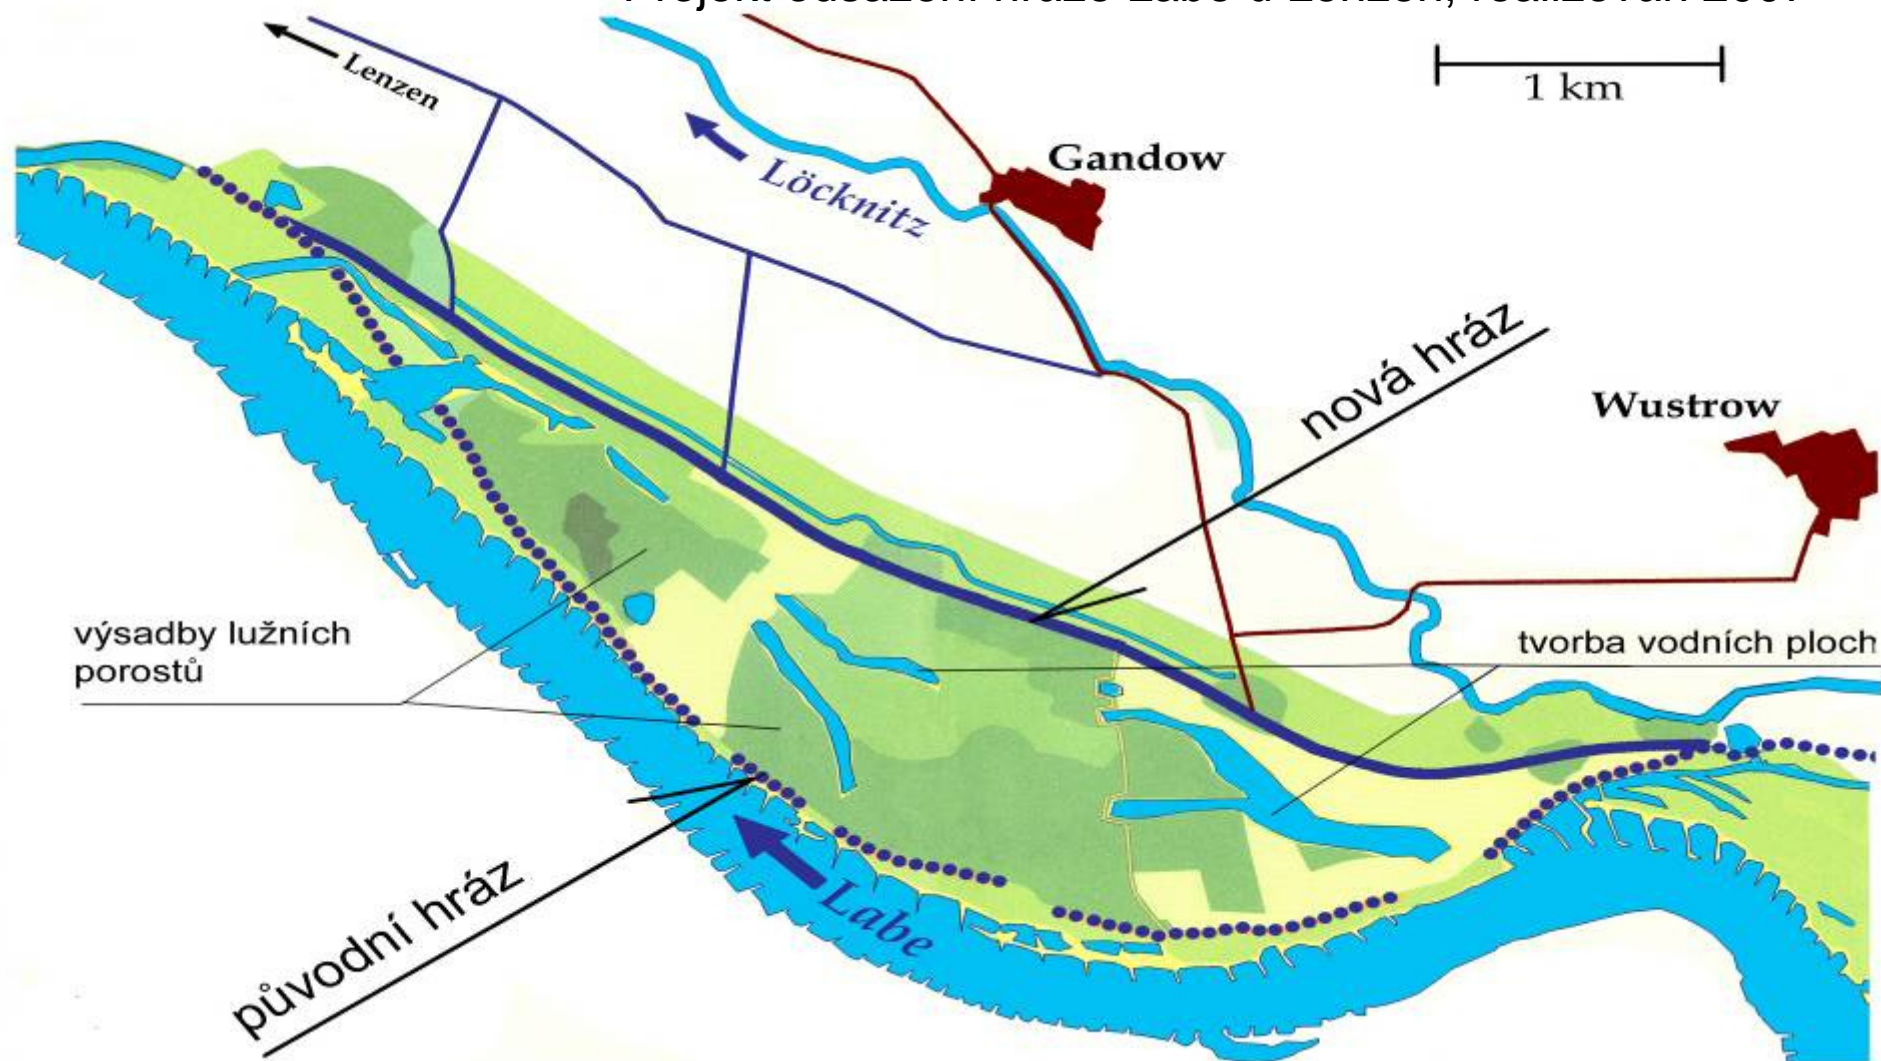 1 km
Lenzen
Gandow
Löcknitz
nová hráz
Wustrow
výsadby lužních
porostů
tvorba vodních ploch
původní hráz
Labe